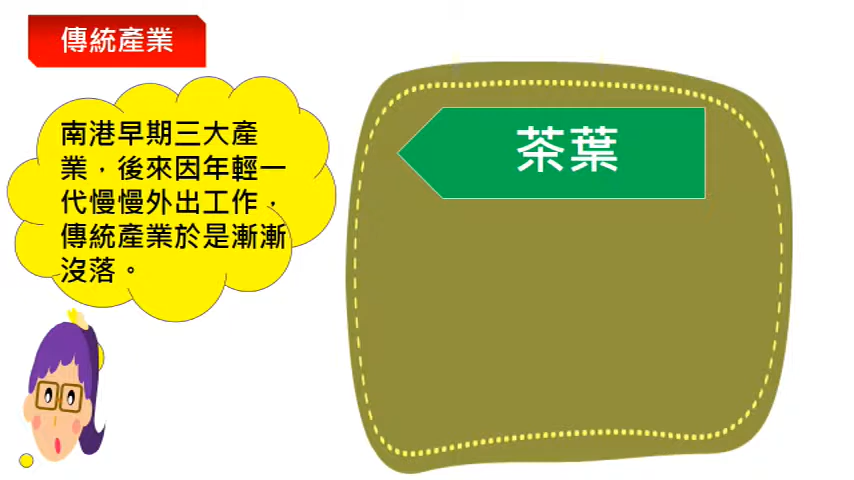 傳統產業
南港早期三大產
業，後來因年輕一
代慢慢外出工作，
傳統產業於是漸漸
沒落。
茶葉